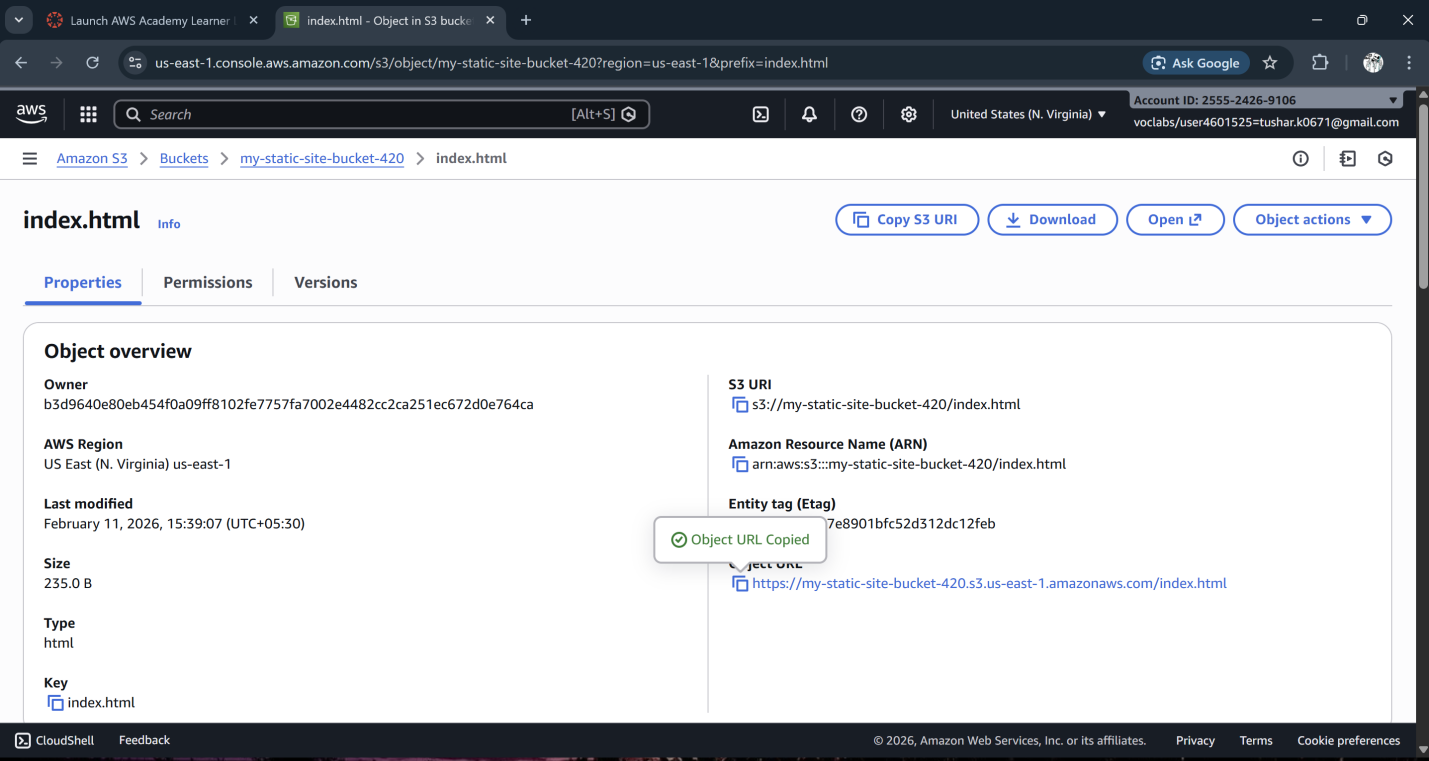 Launch AWS Academy Learner
index.html - Object in S3 bucke
us-east-1.console.aws.amazon.com/s3/object/my-static-site-bucket-420?region=us-east-1&prefix=index.html
Ask Google
aws
Search
[Alt+S]
United States (N. Virginia)
Account ID: 2555-2426-9106
voclabs/user4601525=tushar.k0671@gmail.com
Amazon S3
Buckets
my-static-site-bucket-420
index.html
index.html
Info
Copy S3 URI
Download
Open
Object actions
Properties
Permissions
Versions
Object overview
Owner
b3d9640e80eb454f0a09ff8102fe7757fa7002e4482cc2ca251ec672d0e764ca
AWS Region
US East (N. Virginia) us-east-1
Last modified
February 11, 2026, 15:39:07 (UTC+05:30)
Size
235.0 B
Type
html
Key
index.html
S3 URI
s3://my-static-site-bucket-420/index.html
Amazon Resource Name (ARN)
arn:aws:s3:::my-static-site-bucket-420/index.html
Entity tag (Etag)
7e8901bfc52d312dc12feb
Object URL Copied
URL
https://my-static-site-bucket-420.s3.us-east-1.amazonaws.com/index.html
CloudShell
Feedback
© 2026, Amazon Web Services, Inc. or its affiliates.
Privacy
Terms
Cookie preferences